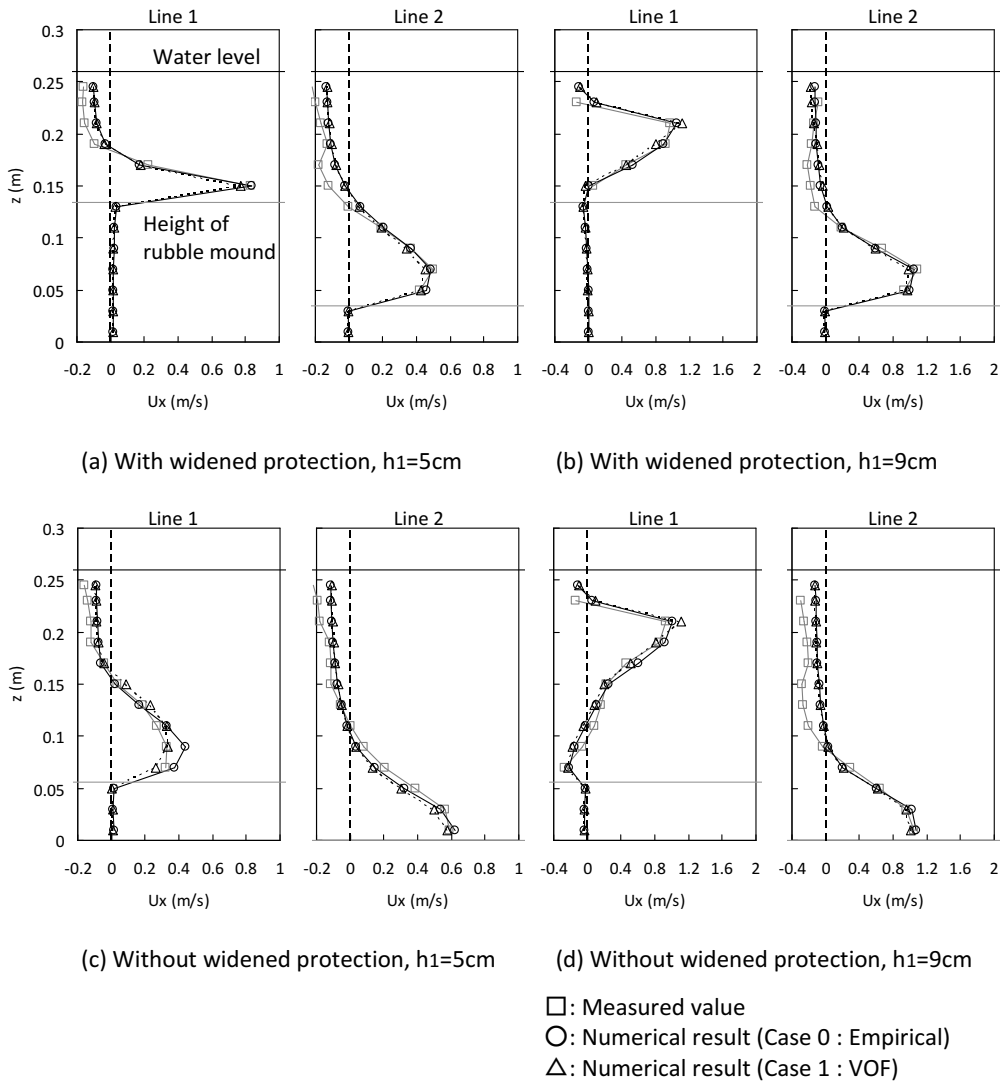 Line 1
Line 2
Line 1
Line 2
0.3
0.25
0.2
0.15
0.1
0.05
0
z (m)
Water level
Height of
rubble mound
-0.2 0 0.2 0.4 0.6 0.8 1
-0.2 0 0.2 0.4 0.6 0.8 1
-0.4 0 0.4 0.8 1.2 1.6 2
-0.4 0 0.4 0.8 1.2 1.6 2
Ux (m/s)
Ux (m/s)
Ux (m/s)
Ux (m/s)
(a) With widened protection, h1=5cm
(b) With widened protection, h1=9cm
Line 1
Line 2
Line 1
Line 2
0.3
0.25
0.2
0.15
0.1
0.05
0
z (m)
-0.2 0 0.2 0.4 0.6 0.8 1
-0.2 0 0.2 0.4 0.6 0.8 1
-0.4 0 0.4 0.8 1.2 1.6 2
-0.4 0 0.4 0.8 1.2 1.6 2
Ux (m/s)
Ux (m/s)
Ux (m/s)
Ux (m/s)
(c) Without widened protection, h1=5cm
(d) Without widened protection, h1=9cm
□: Measured value
○: Numerical result (Case 0 : Empirical)
△: Numerical result (Case 1 : VOF)